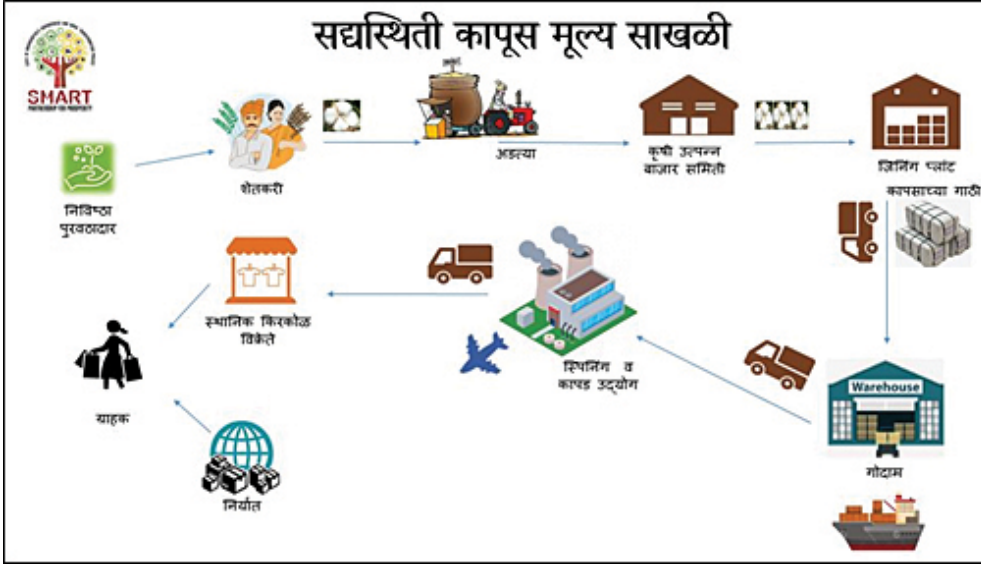 सद्यस्थिती कापूस मूल्य साखळी
SMART
शेतकरी
अडत्या
कृषी उत्पन्न
बाजार समिती
जिनिंग प्लांट
कापसाच्या गाठी
निविष्ठा
पुरवठादार
स्थानिक किरकोळ
विक्रेते
स्पिनिंग व
कापड उद्योग
Warehouse
गोदाम
ग्राहक
निर्यात